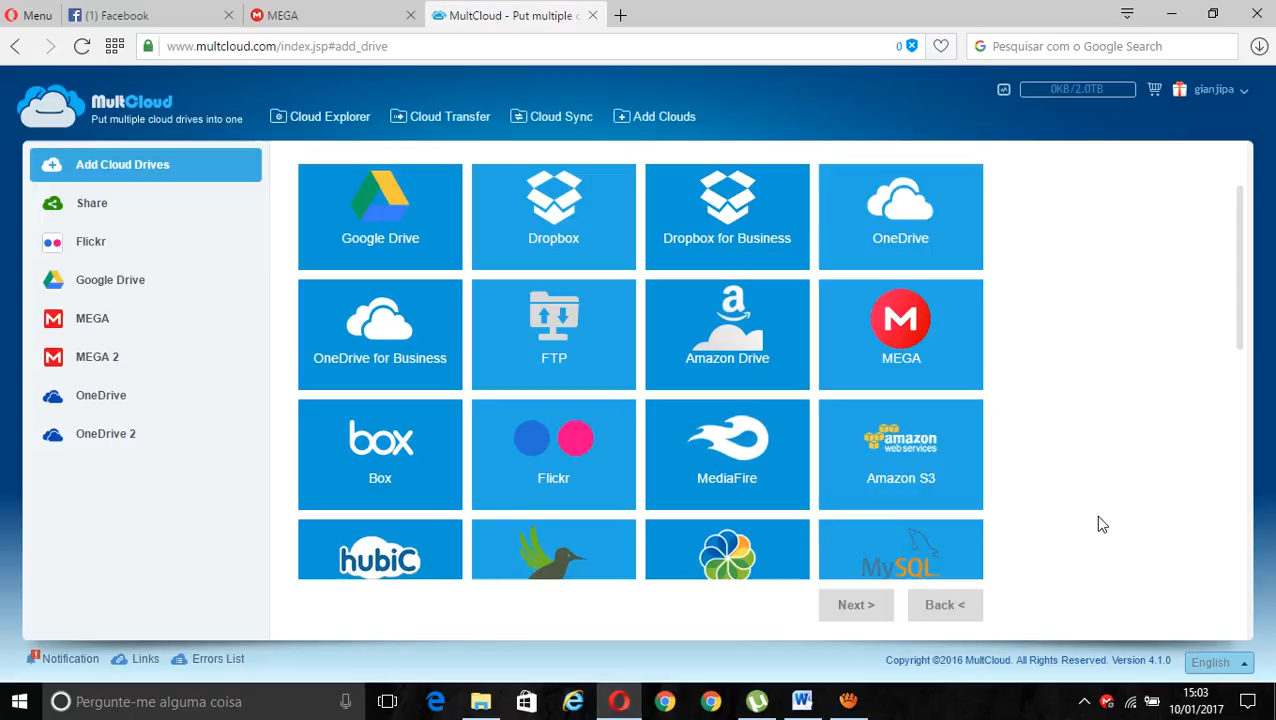 Menu
(1) Facebook
MEGA
MultCloud - Put multiple c
www.multcloud.com/index.jsp#add_drive
0
Pesquisar com o Google Search
MultCloud
Put multiple cloud drives into one
Cloud Explorer
Cloud Transfer
Cloud Sync
Add Clouds
0KB/2.0TB
gianjipa
Add Cloud Drives
Share
Flickr
Google Drive
MEGA
MEGA 2
OneDrive
OneDrive 2
Google Drive
Dropbox
Dropbox for Business
OneDrive
OneDrive for Business
FTP
a
Amazon Drive
M
MEGA
box
Box
Flickr
MediaFire
amazon
web services
Amazon S3
hubiC
MySQL
Next >
Back <
Notification
Links
Errors List
Copyright ©2016 MultCloud. All Rights Reserved. Version 4.1.0
English
Pergunte-me alguma coisa
15:03
10/01/2017